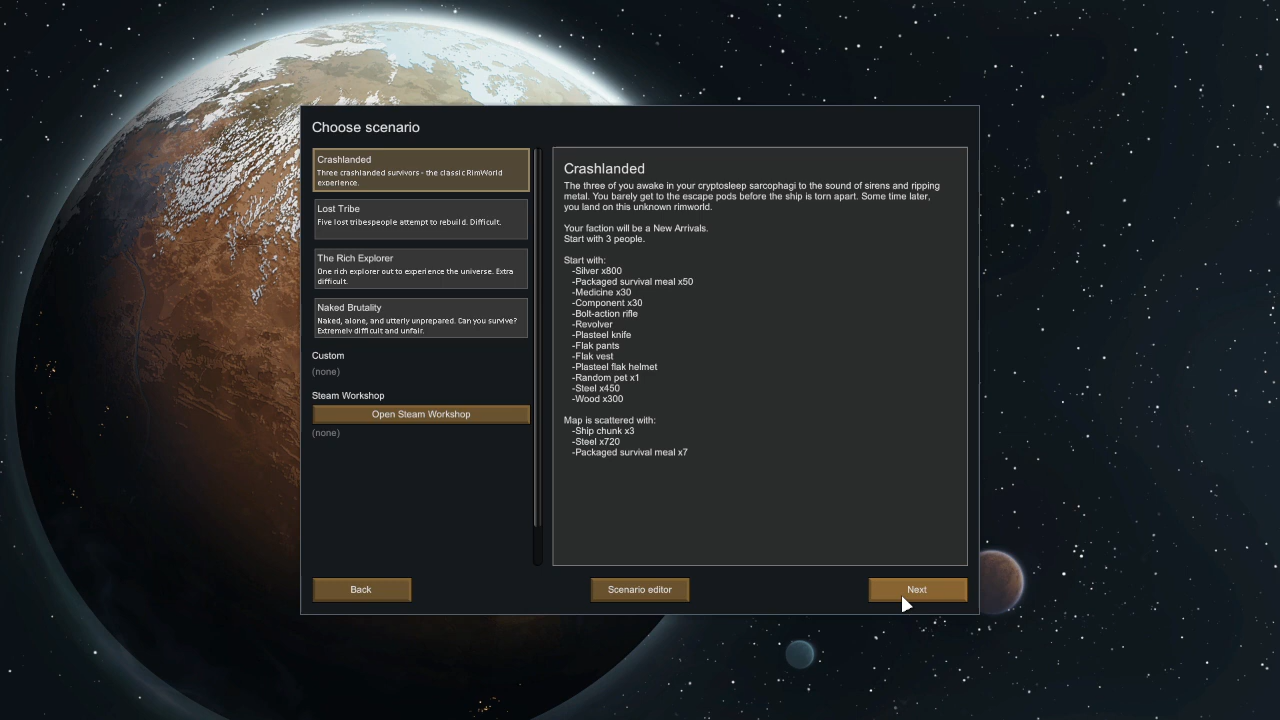 Choose scenario
Crashlanded
Three crashlanded survivors - the classic RimWorld
experience.
Lost Tribe
Five lost tribespeople attempt to rebuild. Difficult.
The Rich Explorer
One rich explorer out to experience the universe. Extra
difficult.
Naked Brutality
Naked, alone, and utterly unprepared. Can you survive?
Extremely difficult and unfair.
Custom
(none)
Steam Workshop
Open Steam Workshop
(none)
Crashlanded
The three of you awake in your cryptosleep sarcophagi to the sound of sirens and ripping
metal. You barely get to the escape pods before the ship is torn apart. Some time later,
you land on this unknown rimworld.
Your faction will be a New Arrivals.
Start with 3 people.
Start with:
-Silver x800
-Packaged survival meal x50
-Medicine x30
-Component x30
-Bolt-action rifle
-Revolver
-Plasteel knife
-Flak pants
-Flak vest
-Plasteel flak helmet
-Random pet x1
-Steel x450
-Wood x300
Map is scattered with:
-Ship chunk x3
-Steel x720
-Packaged survival meal x7
Back
Scenario editor
Next